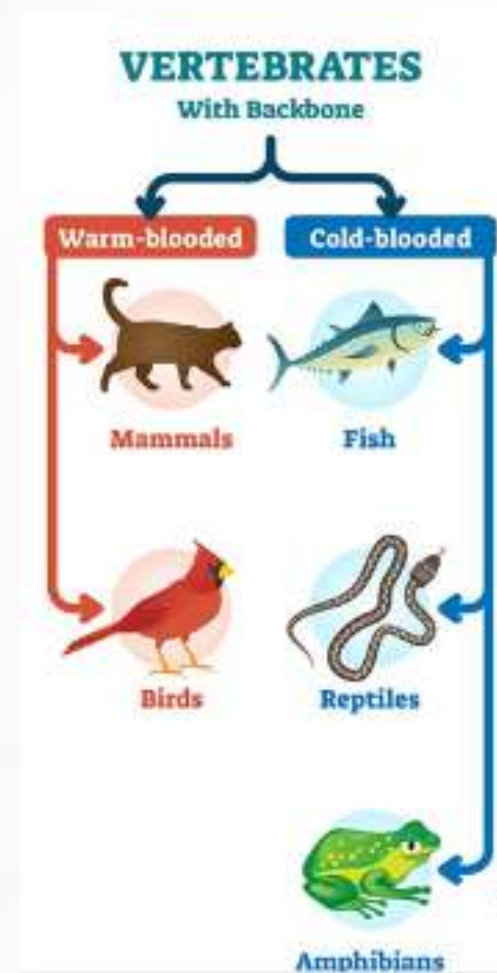 VERTEBRATES
With Backbone
Warm-blooded
Cold-blooded
Mammals
Fish
Birds
Reptiles
Amphibians